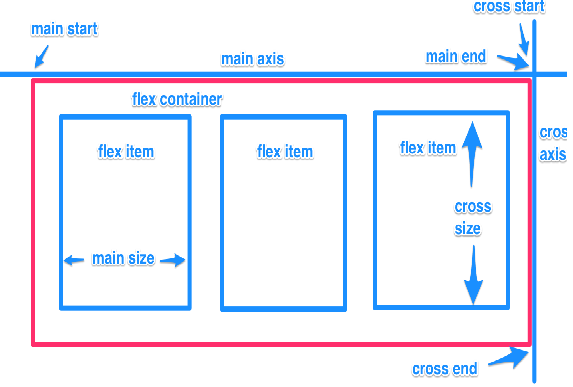 cross start
main start
main axis
main end
flex container
cross
axis
flex item
flex item
flex item
cross
size
main size
cross end